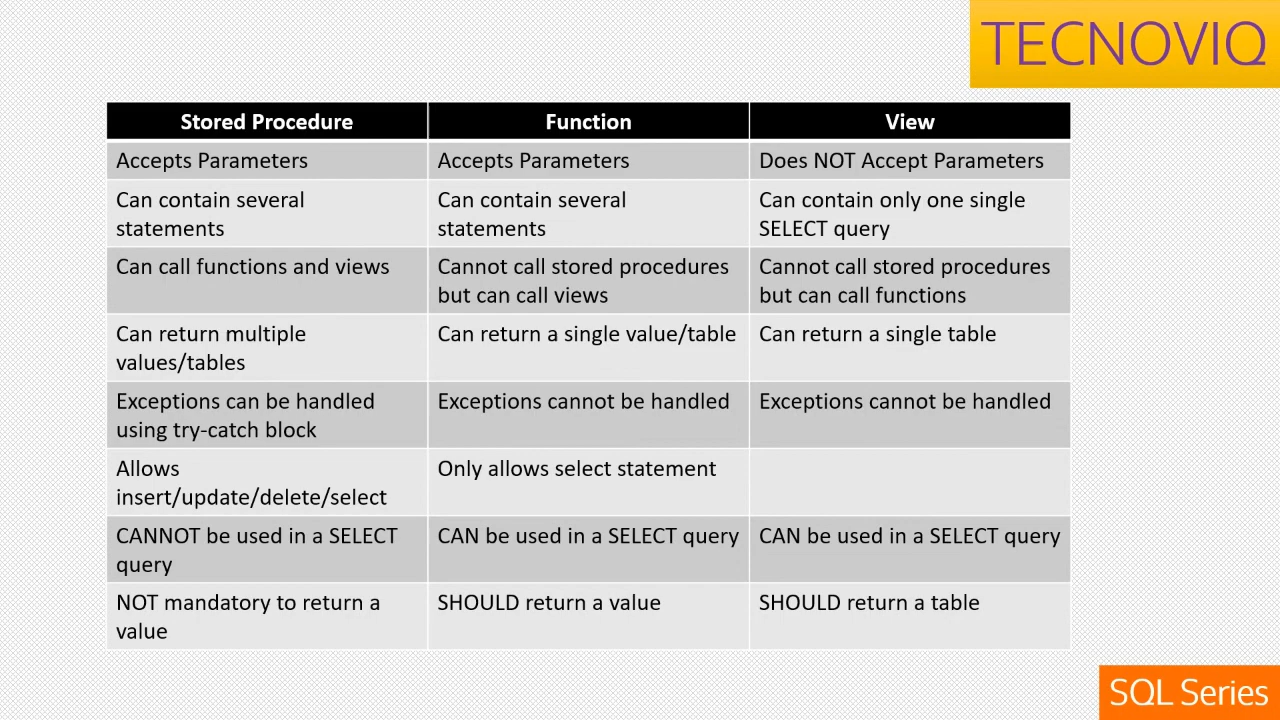 TECNOVIQ
Stored Procedure Function View
Accepts Parameters Accepts Parameters Does NOT Accept Parameters
Can contain several
statements
Can contain several
statements
Can contain only one single
SELECT query
Can call functions and views
Cannot call stored procedures
but can call views
Cannot call stored procedures
but can call functions
Can return multiple
values/tables
Can return a single value/table
Can return a single table
Exceptions can be handled
using try-catch block
Exceptions cannot be handled
Exceptions cannot be handled
Allows
insert/update/delete/select
Only allows select statement
CANNOT be used in a SELECT
query
CAN be used in a SELECT query
CAN be used in a SELECT query
NOT mandatory to return a
value
SHOULD return a value
SHOULD return a table
SQL Series